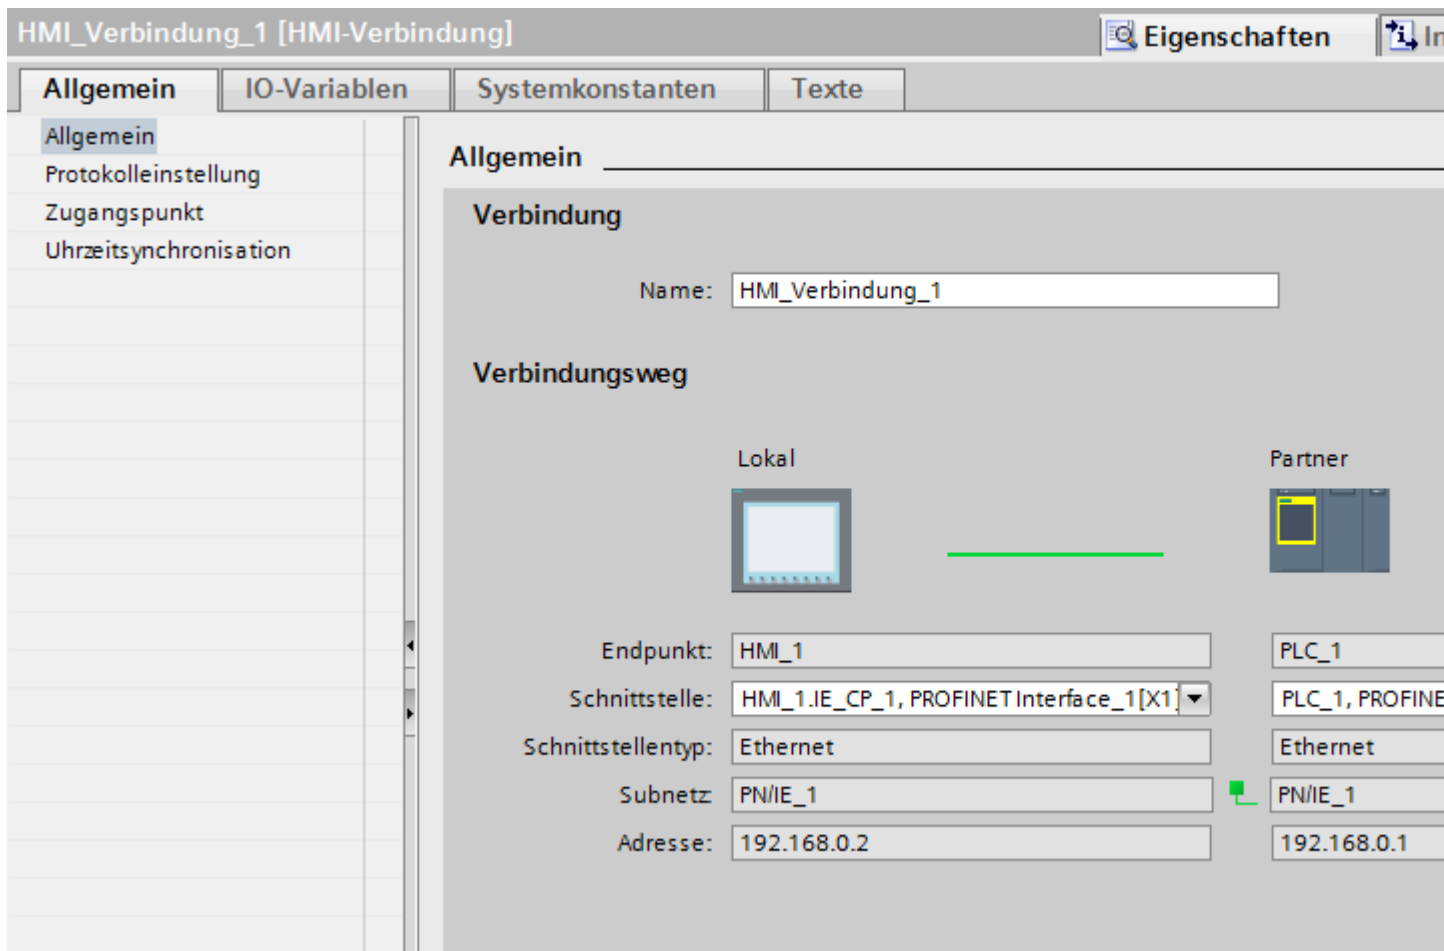 HMI_Verbindung_1 [HMI-Verbindung]
Eigenschaften
Allgemein
IO-Variablen
Systemkonstanten
Texte
Allgemein
Protokolleinstellung
Zugangspunkt
Uhrzeitsynchronisation
Allgemein
Verbindung
Name: HMI_Verbindung_1
Verbindungsweg
Lokal Partner
Endpunkt: HMI_1 PLC_1
Schnittstelle: HMI_1.IE_CP_1, PROFINET Interface_1[X1] PLC_1, PROFINE
Schnittstellentyp: Ethernet Ethernet
Subnetz: PN/IE_1 PN/IE_1
Adresse: 192.168.0.2 192.168.0.1